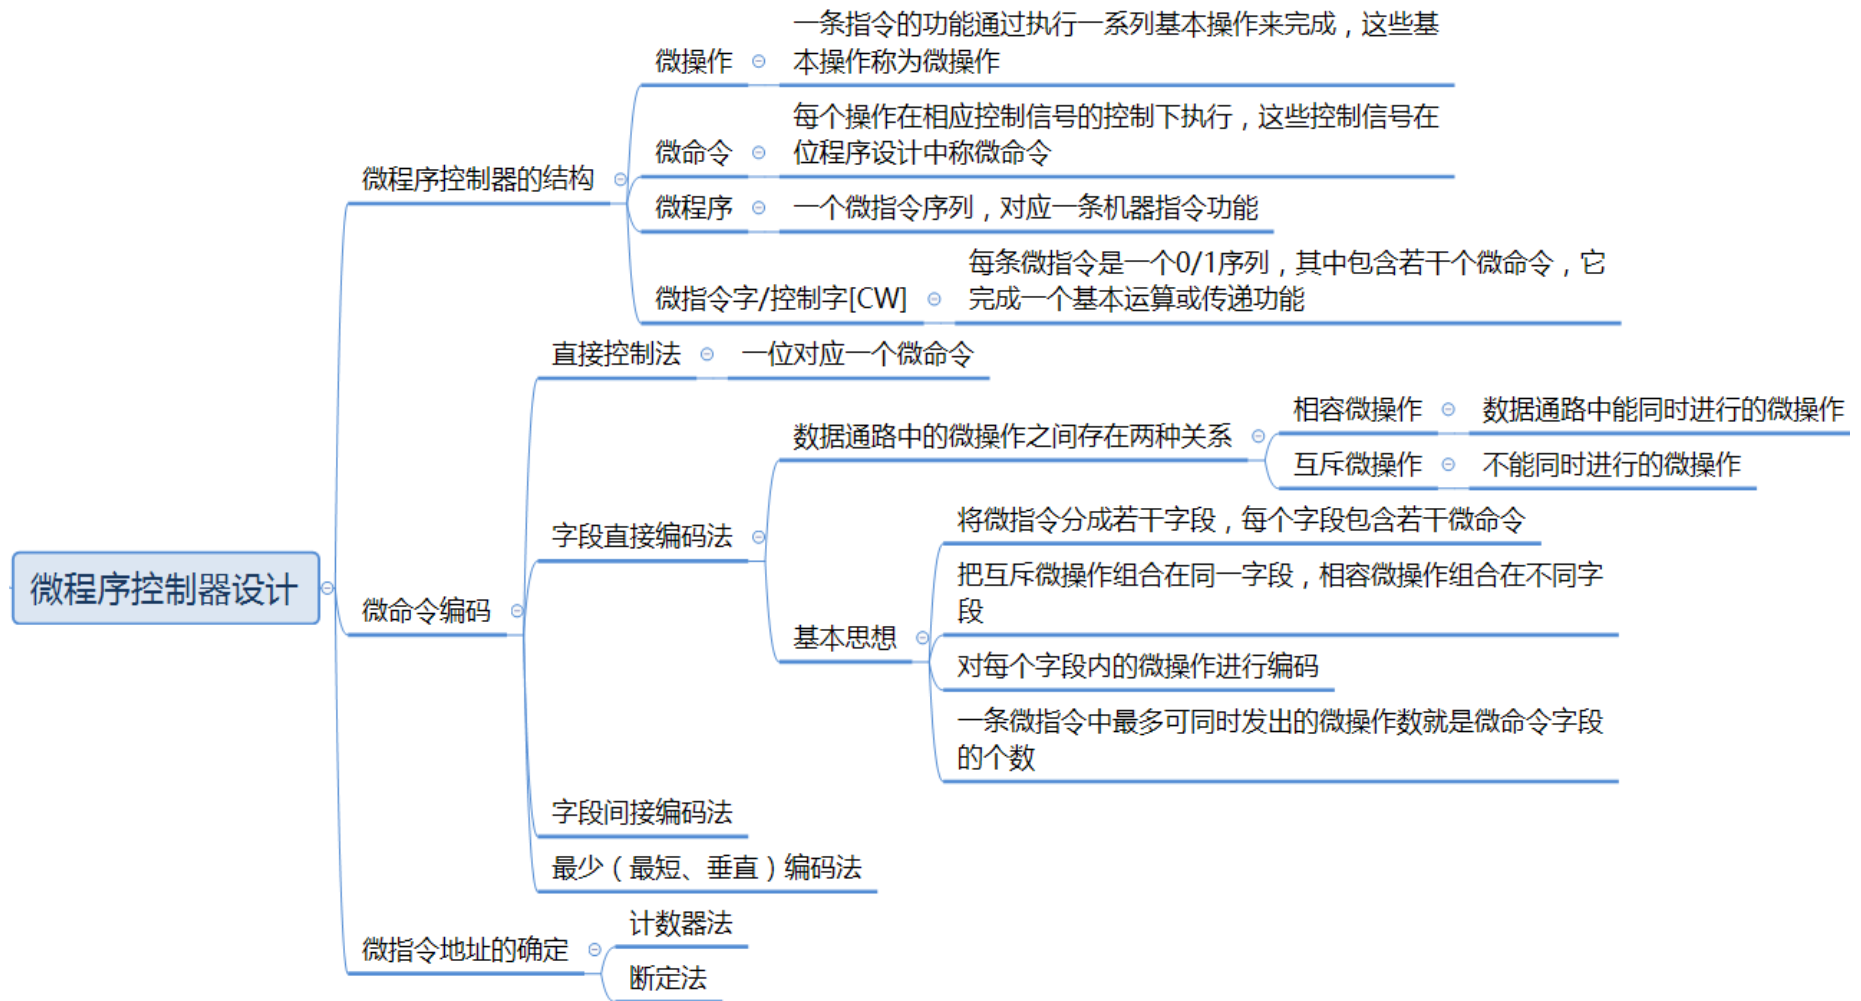 微程序控制器设计
微程序控制器的结构
微操作
一条指令的功能通过执行一系列基本操作来完成，这些基
本操作称为微操作
微命令
每个操作在相应控制信号的控制下执行，这些控制信号在
位程序设计中称微命令
微程序
一个微指令序列，对应一条机器指令功能
微指令字/控制字[CW]
每条微指令是一个0/1序列，其中包含若干个微命令，它
完成一个基本运算或传递功能
微命令编码
直接控制法
一位对应一个微命令
字段直接编码法
数据通路中的微操作之间存在两种关系
相容微操作
数据通路中能同时进行的微操作
互斥微操作
不能同时进行的微操作
基本思想
将微指令分成若干字段，每个字段包含若干微命令
把互斥微操作组合在同一字段，相容微操作组合在不同字
段
对每个字段内的微操作进行编码
一条微指令中最多可同时发出的微操作数就是微命令字段
的个数
字段间接编码法
最少（最短、垂直）编码法
微指令地址的确定
计数器法
断定法